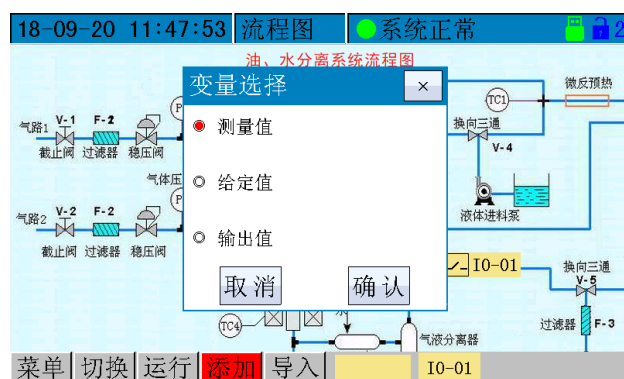 18-09-20 11:47:53 流程图 系统正常 2
油、水分离系统流程图
变量选择 ×
测量值
给定值
输出值
取消 确认
微反预热
TC1
换向三通
V-4
气路1 V-1 F-2
截止阀 过滤器 稳压阀
气体压
液体进料泵
气路2 V-2 F-2
截止阀 过滤器 稳压阀
IO-01
换向三通
V-5
TC4
过滤器 F-3
气液分离器
菜单 切换 运行 添加 导入 IO-01